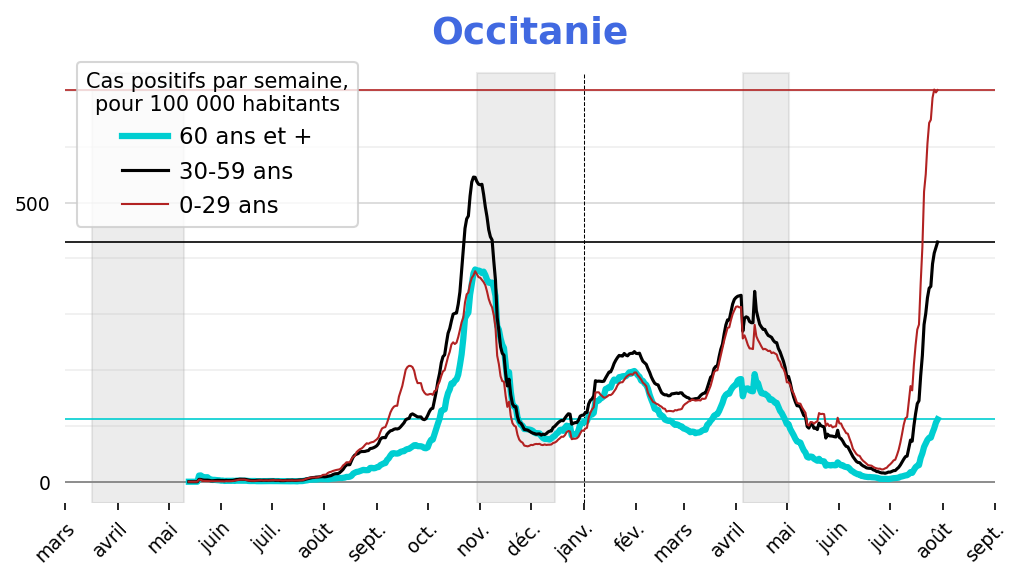 Occitanie
Cas positifs par semaine,
pour 100 000 habitants
60 ans et +
30-59 ans
0-29 ans
500
0
mars
avril
mai
juin
juil.
août
sept.
oct.
nov.
déc.
janv.
fév.
mars
avril
mai
juin
juil.
août
sept.